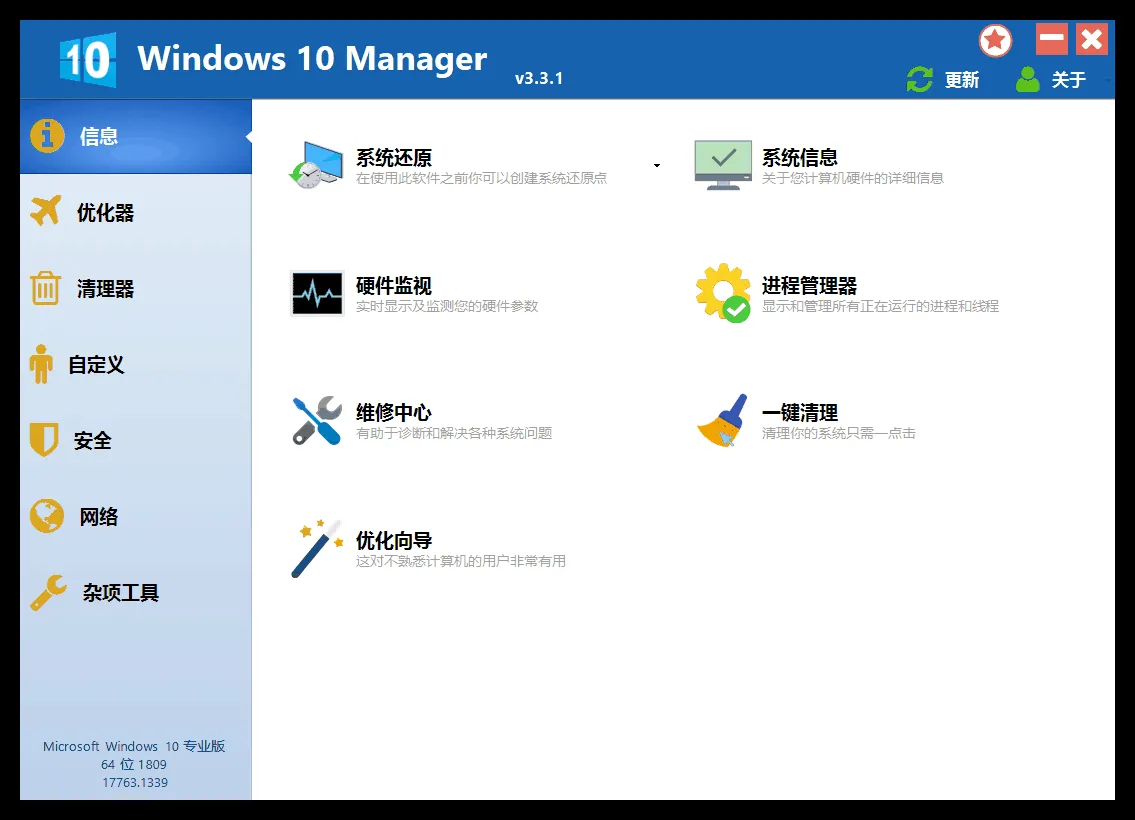 10 Windows 10 Manager v3.3.1
更新 关于
信息
优化器
清理器
自定义
安全
网络
杂项工具
Microsoft Windows 10 专业版
64 位 1809
17763.1339
系统还原
在使用此软件之前你可以创建系统还原点
系统信息
关于您计算机硬件的详细信息
硬件监视
实时显示及监测您的硬件参数
进程管理器
显示和管理所有正在运行的进程和线程
维修中心
有助于诊断和解决各种系统问题
一键清理
清理你的系统只需一点击
优化向导
这对不熟悉计算机的用户非常有用